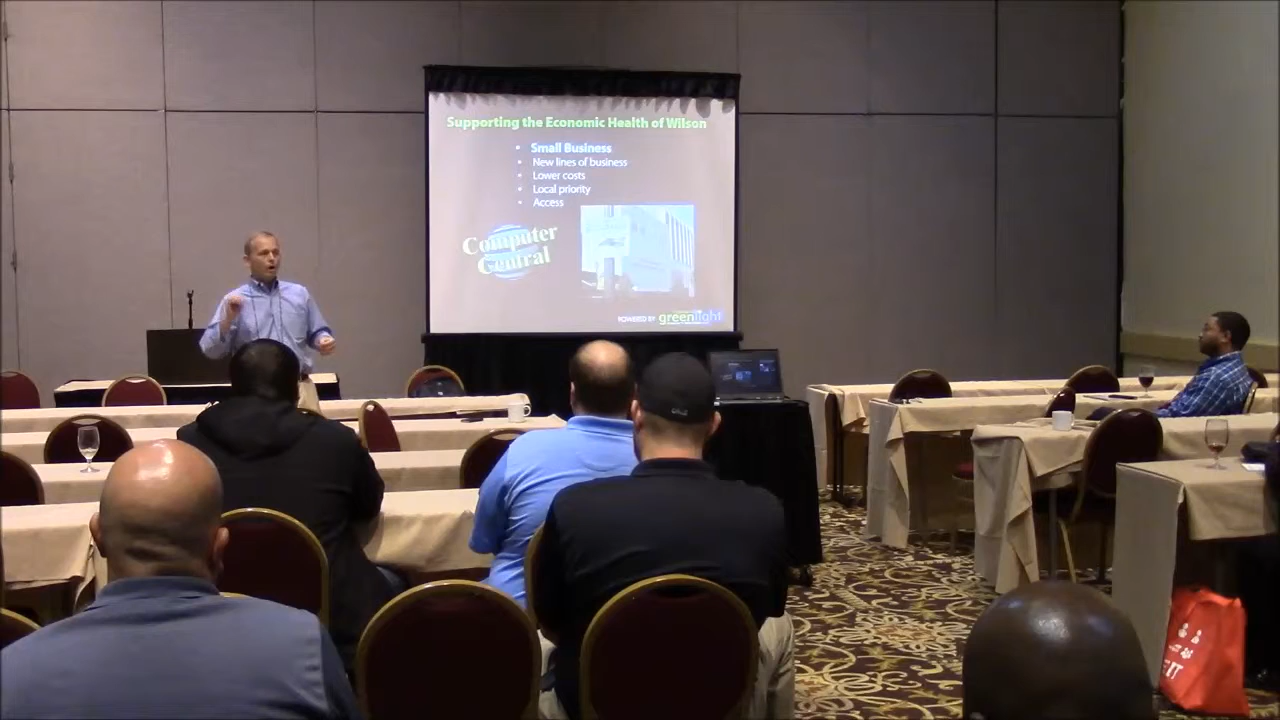 Supporting the Economic Health of Wilson
• Small Business
• New lines of business
• Lower costs
• Local priority
• Access
Computer
Central
POWERED BY greenlight
IT